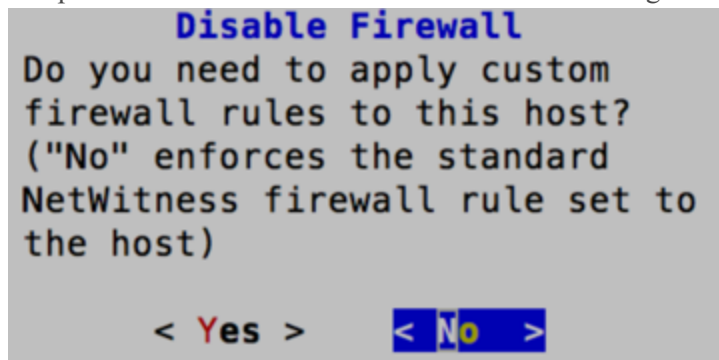 Disable Firewall
Do you need to apply custom
firewall rules to this host?
("No" enforces the standard
NetWitness firewall rule set to
the host)
< Yes > < No >